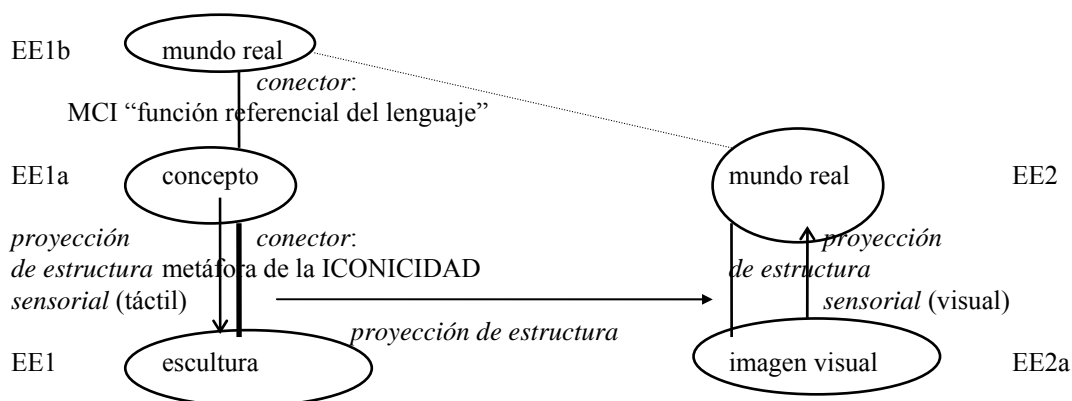 EE1b mundo real
conector:
MCI “función referencial del lenguaje”
EE1a concepto mundo real EE2
proyección conector: proyección
de estructura metáfora de la ICONICIDAD de estructura
sensorial (táctil) sensorial (visual)
proyección de estructura
EE1 escultura imagen visual EE2a